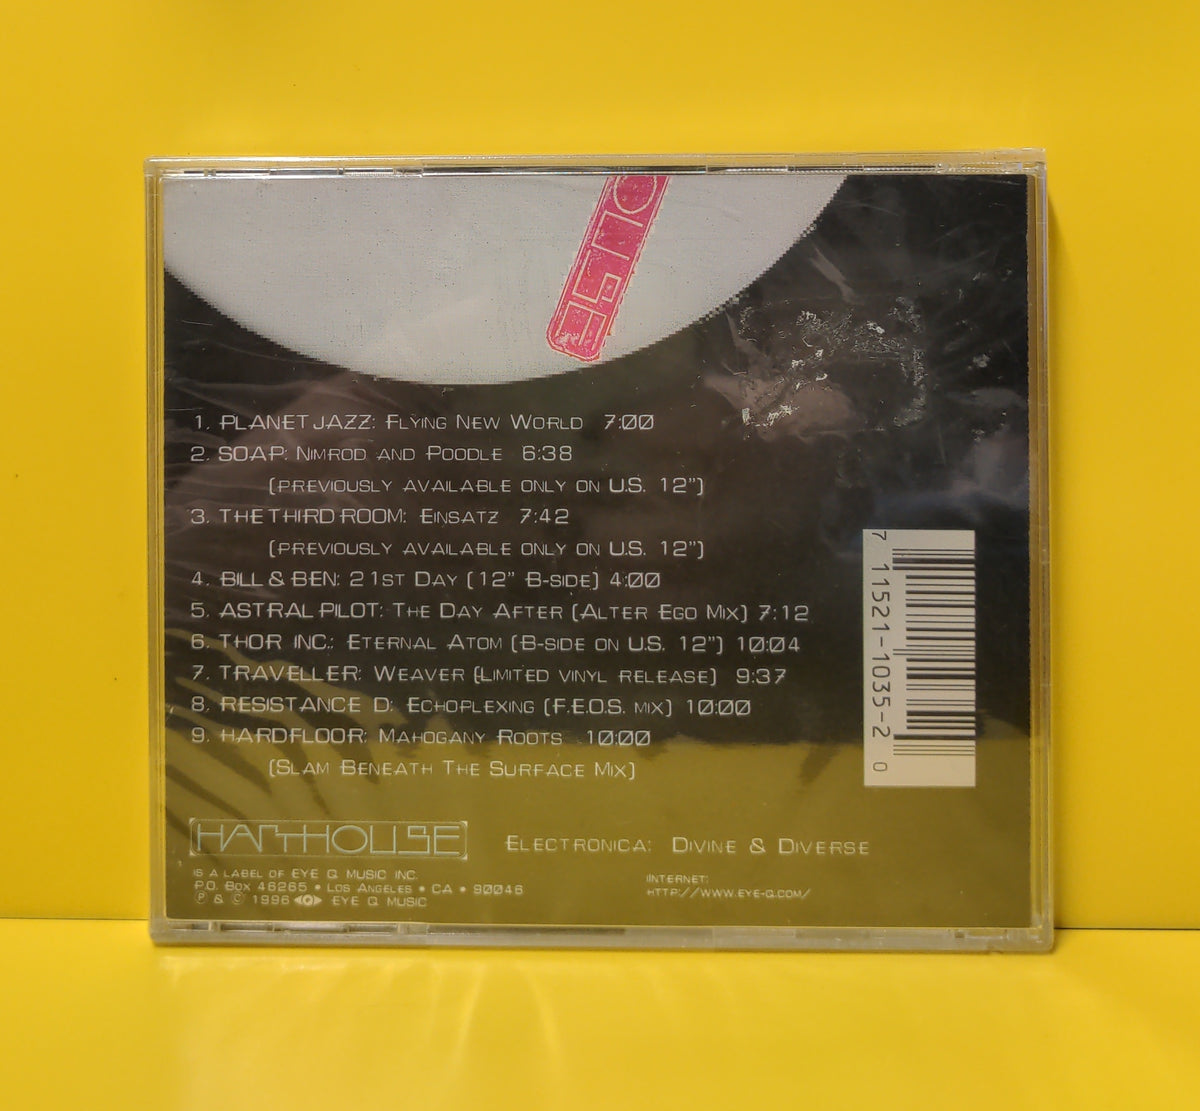 1. PLANET JAZZ: FLYING NEW WORLD 7:00
2. SOAP: NIMROD AND POODLE 6:38
(PREVIOUSLY AVAILABLE ONLY ON U.S. 12")
3. THE THIRD ROOM: EINSATZ 7:42
(PREVIOUSLY AVAILABLE ONLY ON U.S. 12")
4. BILL & BEN: 21ST DAY (12" B-SIDE) 4:00
5. ASTRAL PILOT: THE DAY AFTER (ALTER EGO MIX) 7:12
6. THOR INC.: ETERNAL ATOM (B-SIDE ON U.S. 12") 10:04
7. TRAVELLER: WEAVER (LIMITED VINYL RELEASE) 9:37
8. RESISTANCE D: ECHOPLEXING (F.E.O.S. MIX) 10:00
9. HARDFLOOR: MAHOGANY ROOTS 10:00
(SLAM BENEATH THE SURFACE MIX)
7 11521-1035-2 0
HARTHOUSE
ELECTRONICA: DIVINE & DIVERSE
IS A LABEL OF EYE Q MUSIC INC.
P.O. BOX 46265 • LOS ANGELES • CA • 90046
℗ & © 1996 EYE Q MUSIC
INTERNET:
HTTP://WWW.EYE-Q.COM/